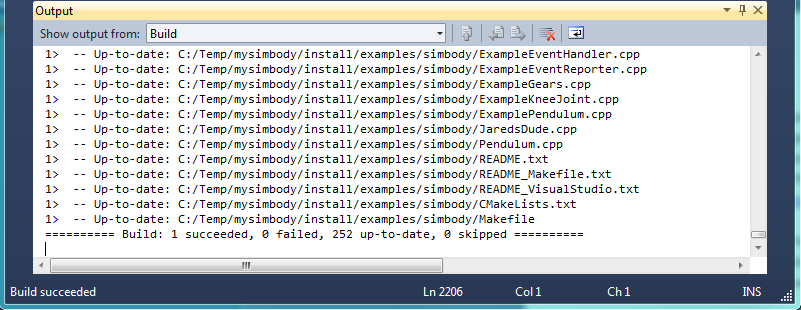 Output
Show output from: Build
1>  -- Up-to-date: C:/Temp/mysimbody/install/examples/simbody/ExampleEventHandler.cpp
1>  -- Up-to-date: C:/Temp/mysimbody/install/examples/simbody/ExampleEventReporter.cpp
1>  -- Up-to-date: C:/Temp/mysimbody/install/examples/simbody/ExampleGears.cpp
1>  -- Up-to-date: C:/Temp/mysimbody/install/examples/simbody/ExampleKneeJoint.cpp
1>  -- Up-to-date: C:/Temp/mysimbody/install/examples/simbody/ExamplePendulum.cpp
1>  -- Up-to-date: C:/Temp/mysimbody/install/examples/simbody/JaredsDude.cpp
1>  -- Up-to-date: C:/Temp/mysimbody/install/examples/simbody/Pendulum.cpp
1>  -- Up-to-date: C:/Temp/mysimbody/install/examples/simbody/README.txt
1>  -- Up-to-date: C:/Temp/mysimbody/install/examples/simbody/README_Makefile.txt
1>  -- Up-to-date: C:/Temp/mysimbody/install/examples/simbody/README_VisualStudio.txt
1>  -- Up-to-date: C:/Temp/mysimbody/install/examples/simbody/CMakeLists.txt
1>  -- Up-to-date: C:/Temp/mysimbody/install/examples/simbody/Makefile
========== Build: 1 succeeded, 0 failed, 252 up-to-date, 0 skipped ==========
Build succeeded Ln 2206 Col 1 Ch 1 INS